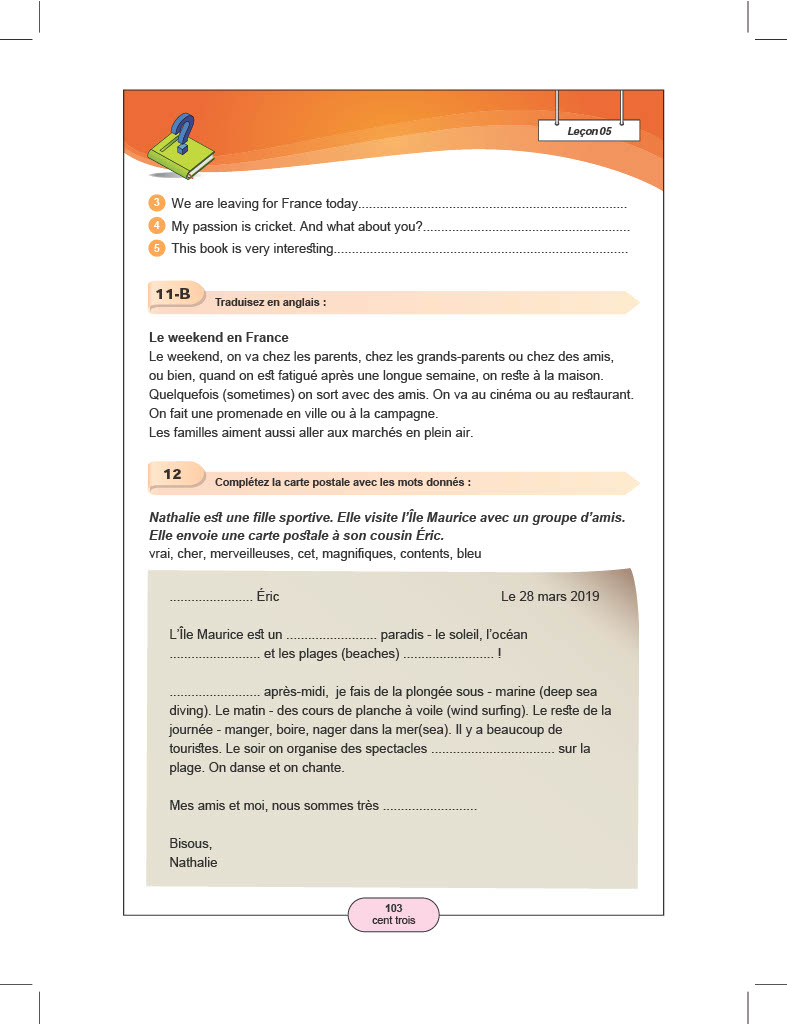 Leçon 05
3 We are leaving for France today...........................................................................
4 My passion is cricket. And what about you?.........................................................
5 This book is very interesting.................................................................................
11-B Traduisez en anglais :
Le weekend en France
Le weekend, on va chez les parents, chez les grands-parents ou chez des amis,
ou bien, quand on est fatigué après une longue semaine, on reste à la maison.
Quelquefois (sometimes) on sort avec des amis. On va au cinéma ou au restaurant.
On fait une promenade en ville ou à la campagne.
Les familles aiment aussi aller aux marchés en plein air.
12 Complétez la carte postale avec les mots donnés :
Nathalie est une fille sportive. Elle visite l'Île Maurice avec un groupe d'amis.
Elle envoie une carte postale à son cousin Éric.
vrai, cher, merveilleuses, cet, magnifiques, contents, bleu
....................... Éric Le 28 mars 2019
L'Île Maurice est un ......................... paradis - le soleil, l'océan
......................... et les plages (beaches) ......................... !
......................... après-midi, je fais de la plongée sous - marine (deep sea
diving). Le matin - des cours de planche à voile (wind surfing). Le reste de la
journée - manger, boire, nager dans la mer(sea). Il y a beaucoup de
touristes. Le soir on organise des spectacles .................................. sur la
plage. On danse et on chante.
Mes amis et moi, nous sommes très ..........................
Bisous,
Nathalie
103
cent trois